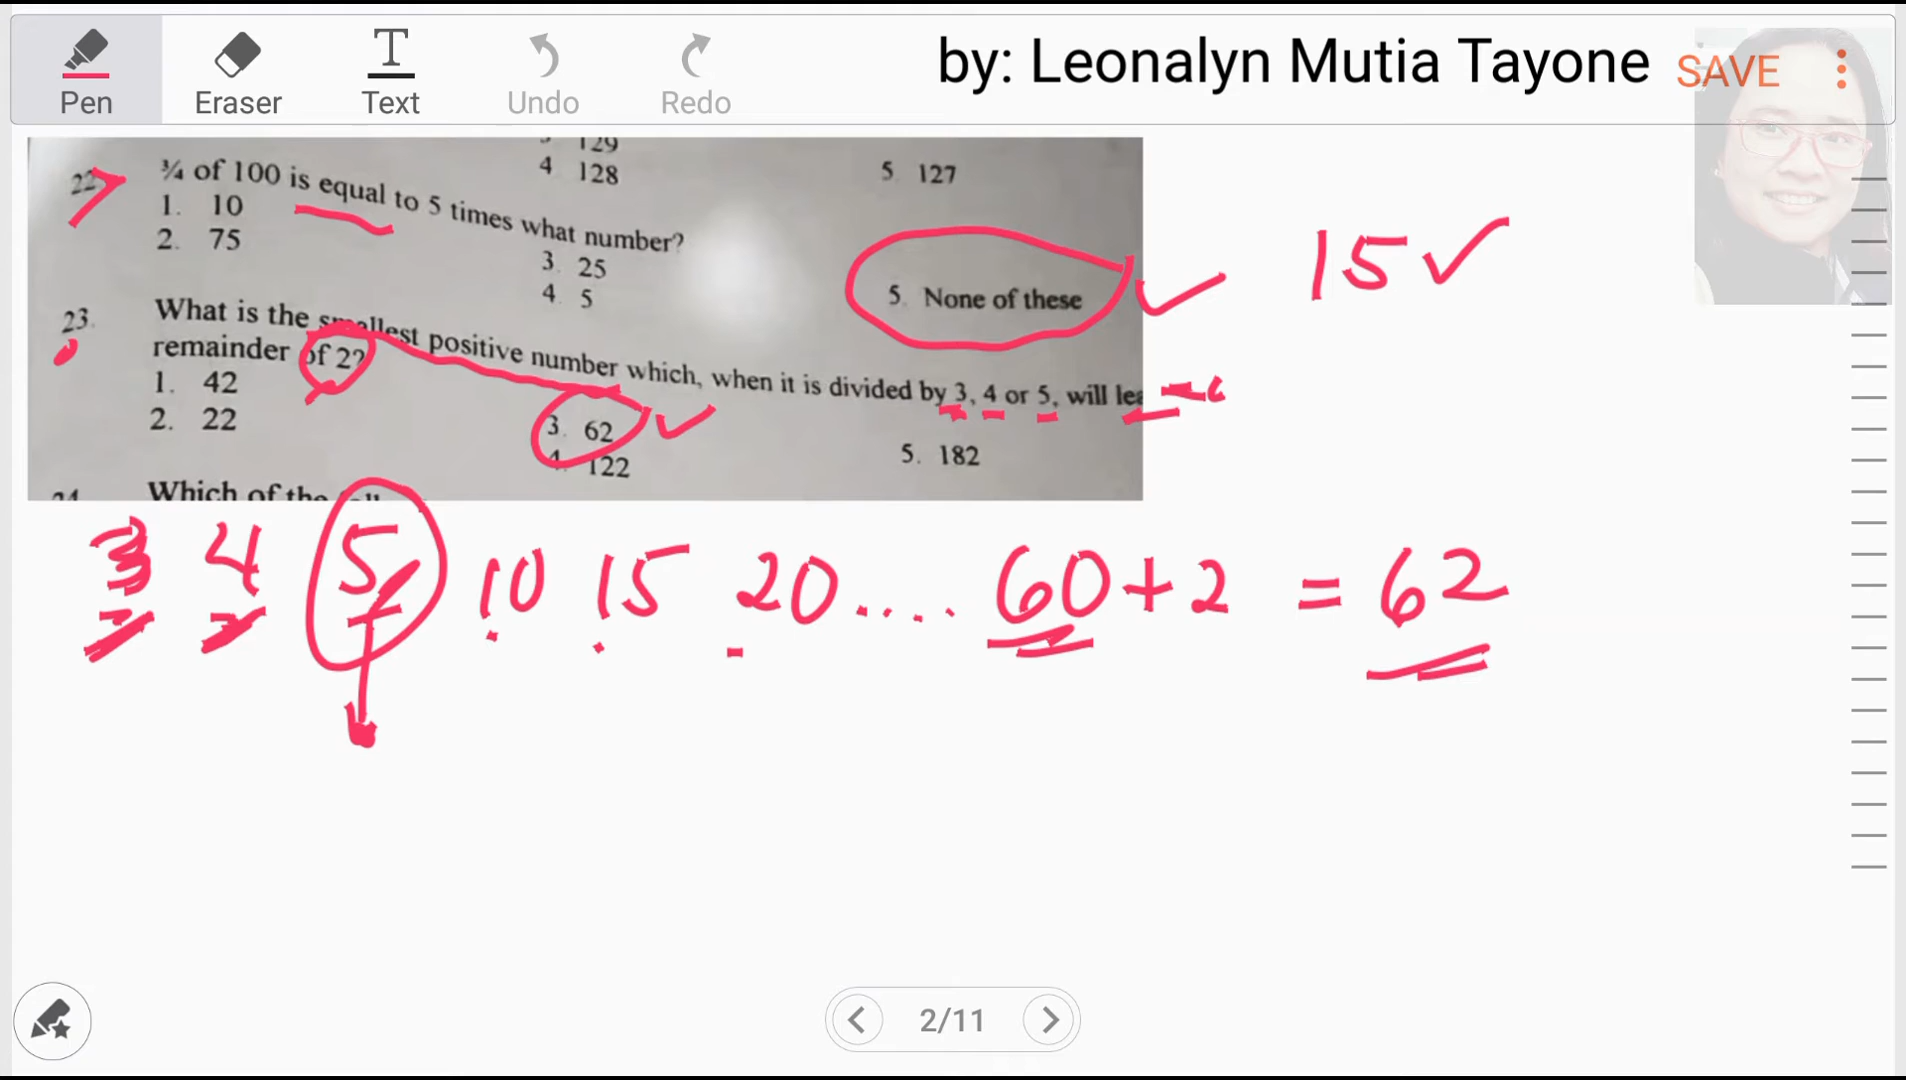 by: Leonalyn Mutia Tayone
SAVE
Pen
Eraser
Text
Undo
Redo
129
4 128
5. 127
22.
¾ of 100 is equal to 5 times what number?
1. 10
2. 75
3. 25
4. 5
5. None of these
15
23.
What is the smallest positive number which, when it is divided by 3, 4 or 5, will lea
remainder of 2?
1. 42
2. 22
3. 62
4. 122
5. 182
Which of the
3 4 5 10 15 20 .... 60 + 2 = 62
2/11